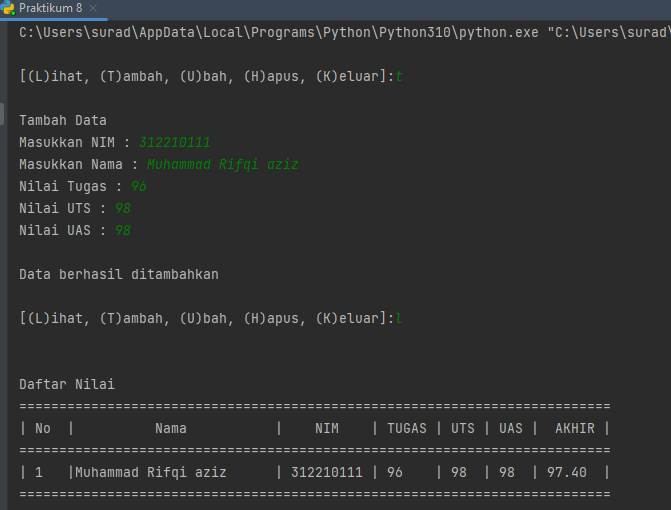 Praktikum 8
C:\Users\surad\AppData\Local\Programs\Python\Python310\python.exe "C:\Users\surad\
[(L)ihat, (T)ambah, (U)bah, (H)apus, (K)eluar]:t
Tambah Data
Masukkan NIM : 312210111
Masukkan Nama : Muhammad Rifqi aziz
Nilai Tugas : 96
Nilai UTS : 98
Nilai UAS : 98
Data berhasil ditambahkan
[(L)ihat, (T)ambah, (U)bah, (H)apus, (K)eluar]:l
Daftar Nilai
==========================================================================
| No  |          Nama           |    NIM    | TUGAS | UTS | UAS |  AKHIR |
==========================================================================
| 1   |Muhammad Rifqi aziz      | 312210111 | 96    | 98  | 98  | 97.40  |
==========================================================================